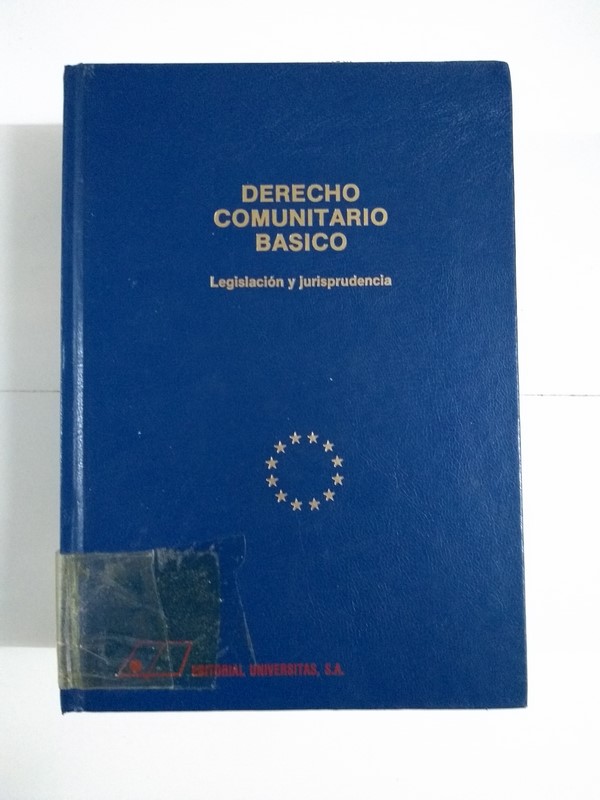 DERECHO
COMUNITARIO
BASICO
Legislación y jurisprudencia
EDITORIAL UNIVERSITAS, S.A.